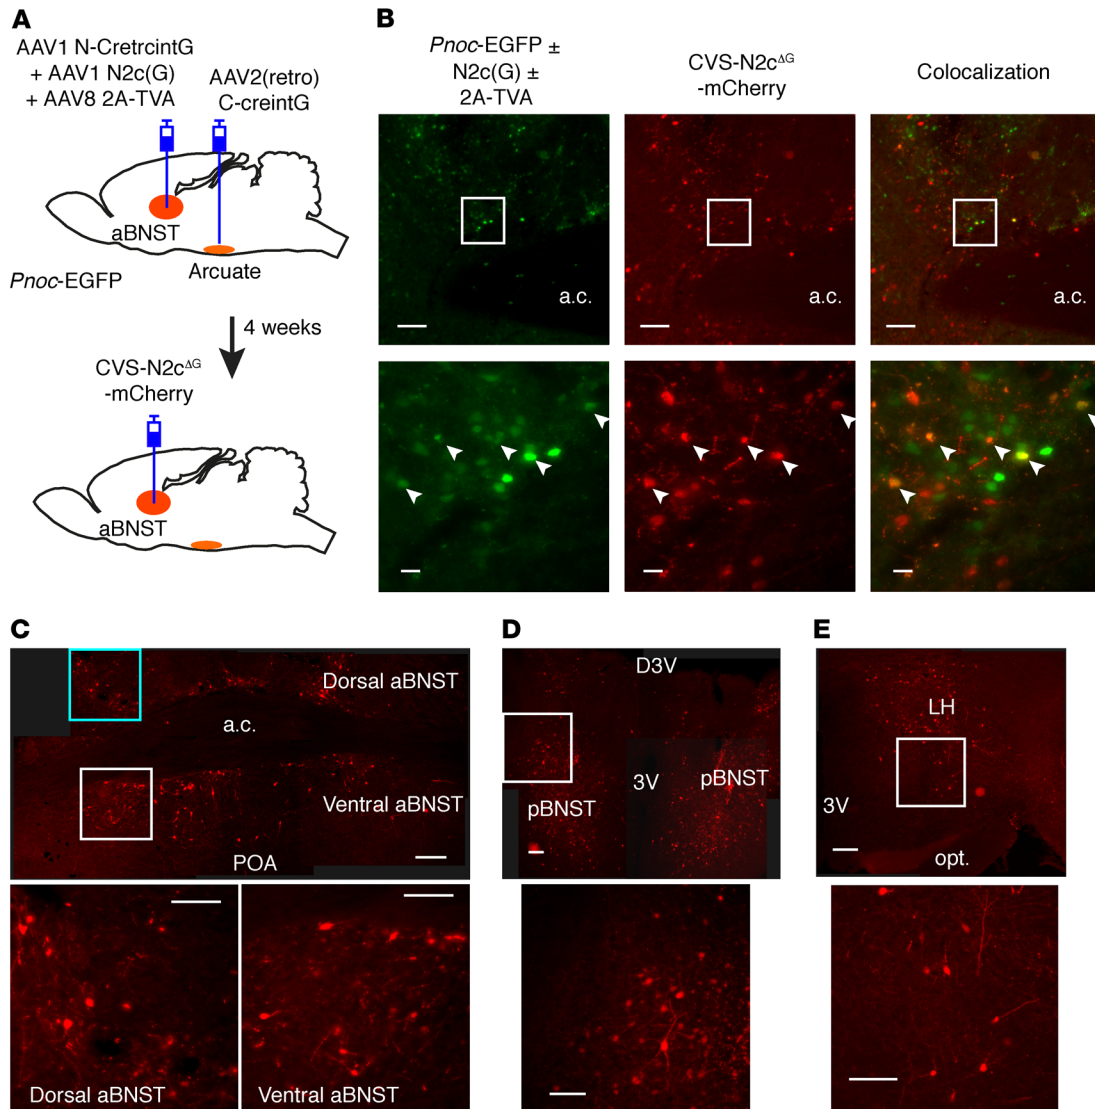 A
AAV1 N-CretrcintG
+ AAV1 N2c(G)
+ AAV8 2A-TVA
AAV2(retro)
C-creintG
aBNST
Arcuate
Pnoc-EGFP
4 weeks
CVS-N2cΔG
-mCherry
aBNST
B
Pnoc-EGFP ±
N2c(G) ±
2A-TVA
CVS-N2cΔG
-mCherry
Colocalization
a.c.
a.c.
a.c.
C
Dorsal aBNST
a.c.
Ventral aBNST
POA
Dorsal aBNST
Ventral aBNST
D
D3V
3V
pBNST
pBNST
E
LH
3V
opt.